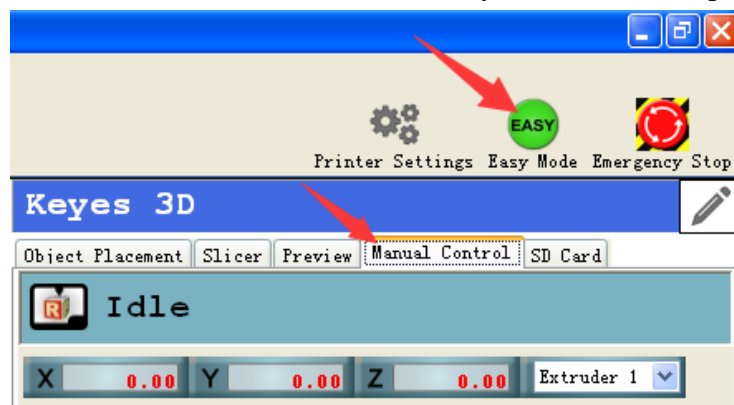 EASY
Printer Settings Easy Mode Emergency Stop
Keyes 3D
Object Placement Slicer Preview Manual Control SD Card
R Idle
X 0.00 Y 0.00 Z 0.00 Extruder 1